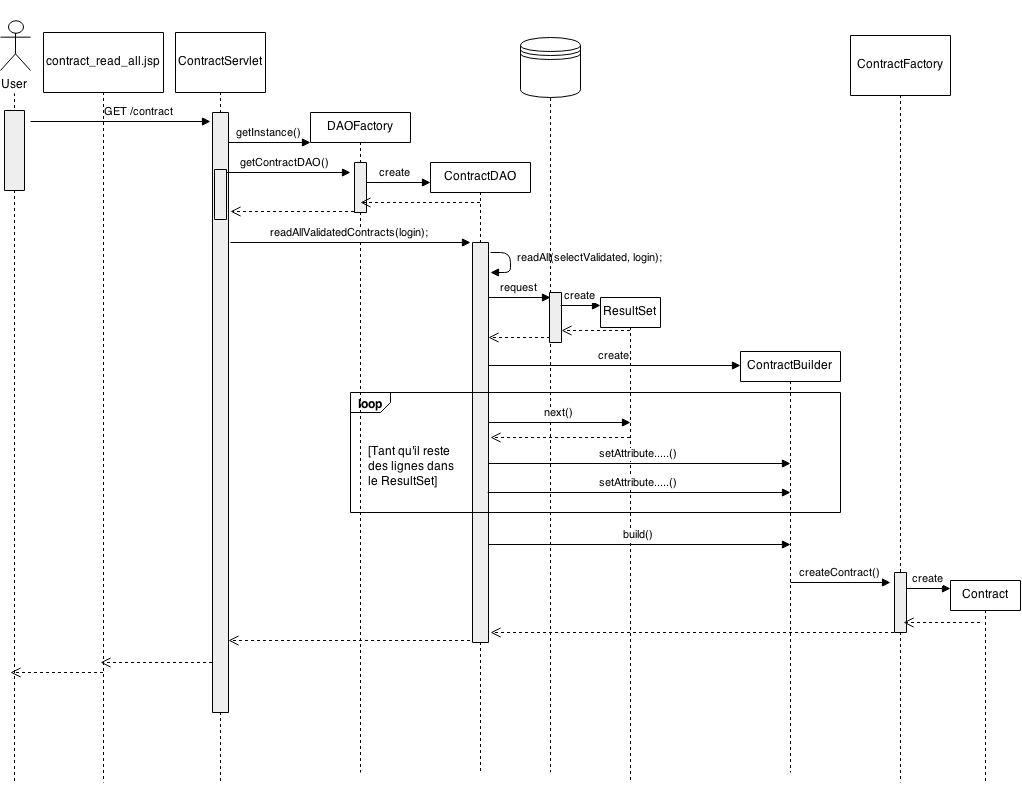 User
contract_read_all.jsp
ContractServlet
ContractFactory
GET /contract
getInstance()
DAOFactory
getContractDAO()
create
ContractDAO
readAllValidatedContracts(login);
readAll(selectValidated, login);
request
create
ResultSet
create
ContractBuilder
loop
next()
[Tant qu'il reste
des lignes dans
le ResultSet]
setAttribute.....()
setAttribute.....()
build()
createContract()
create
Contract